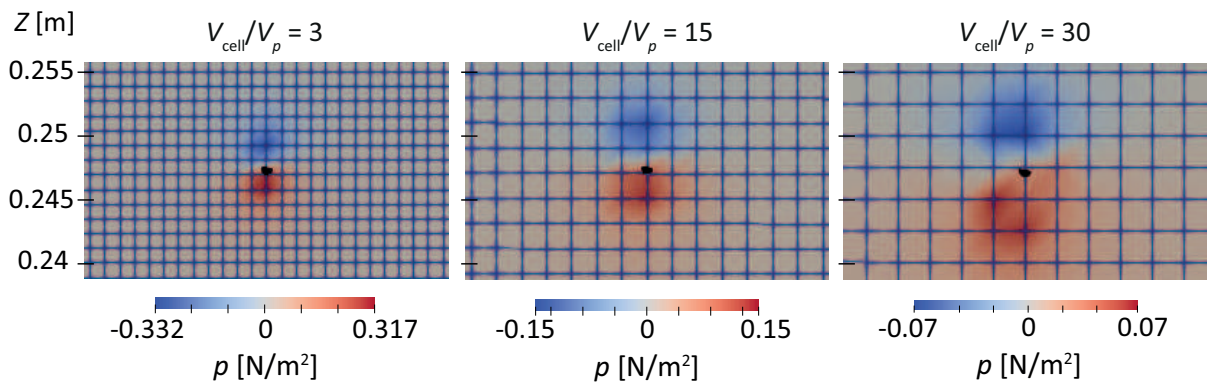 Z [m]
V_cell/V_p = 3
V_cell/V_p = 15
V_cell/V_p = 30
0.255
0.25
0.245
0.24
-0.332 0 0.317
-0.15 0 0.15
-0.07 0 0.07
p [N/m²]
p [N/m²]
p [N/m²]